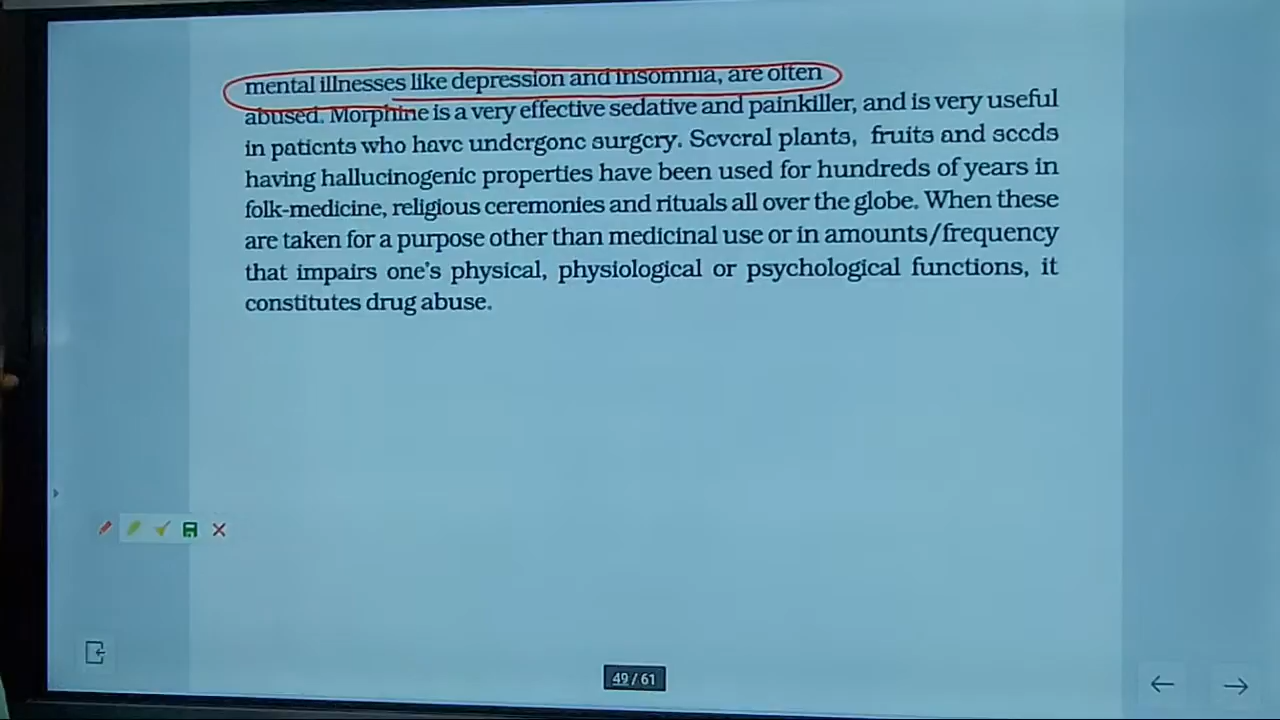 mental illnesses like depression and insomnia, are often
abused. Morphine is a very effective sedative and painkiller, and is very useful
in patients who have undergone surgery. Several plants, fruits and seeds
having hallucinogenic properties have been used for hundreds of years in
folk-medicine, religious ceremonies and rituals all over the globe. When these
are taken for a purpose other than medicinal use or in amounts/frequency
that impairs one's physical, physiological or psychological functions, it
constitutes drug abuse.
49/61